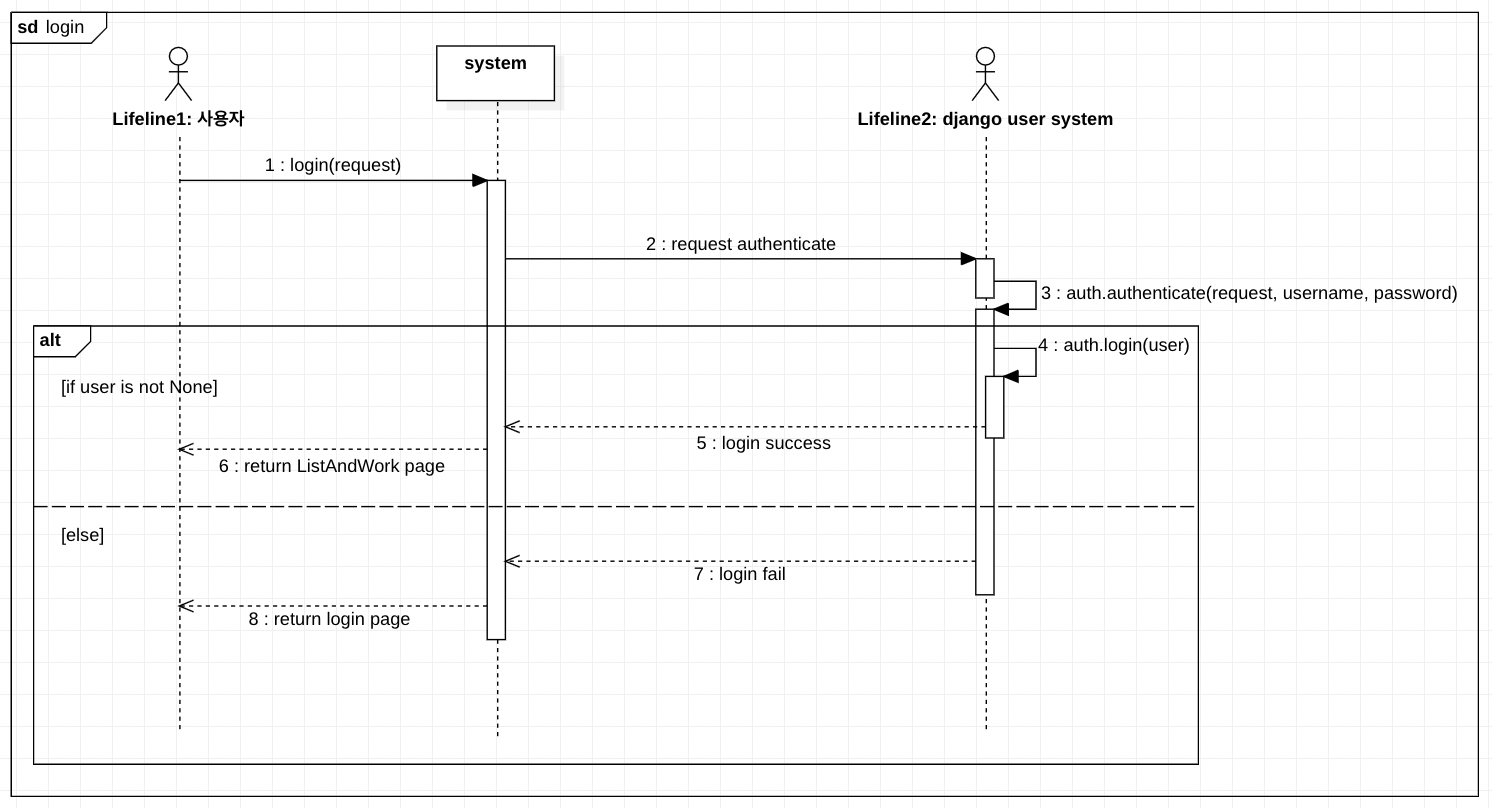 sd login
system
Lifeline1: 사용자
Lifeline2: django user system
1 : login(request)
2 : request authenticate
3 : auth.authenticate(request, username, password)
alt
4 : auth.login(user)
[if user is not None]
5 : login success
6 : return ListAndWork page
[else]
7 : login fail
8 : return login page